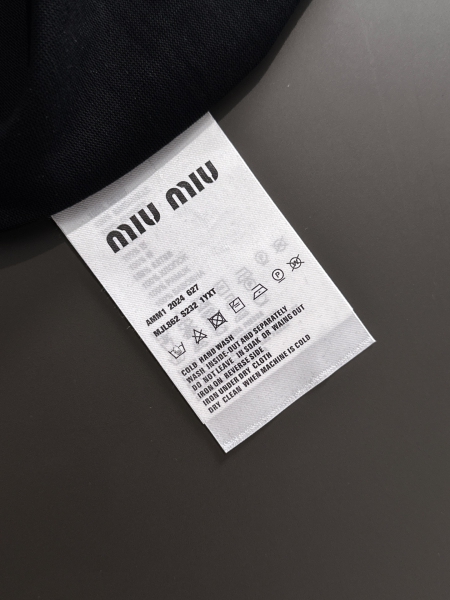 MIU MIU
AMM1 2024 627
MJL862 S232 1YXT
COLD HAND WASH
WASH INSIDE-OUT AND SEPARATELY
DO NOT LEAVE IN SOAK OR WAING OUT
IRON ON REVERSE SIDE
IRON UNDER DRY CLOTH
DRY CLEAN WHEN MACHINE IS COLD